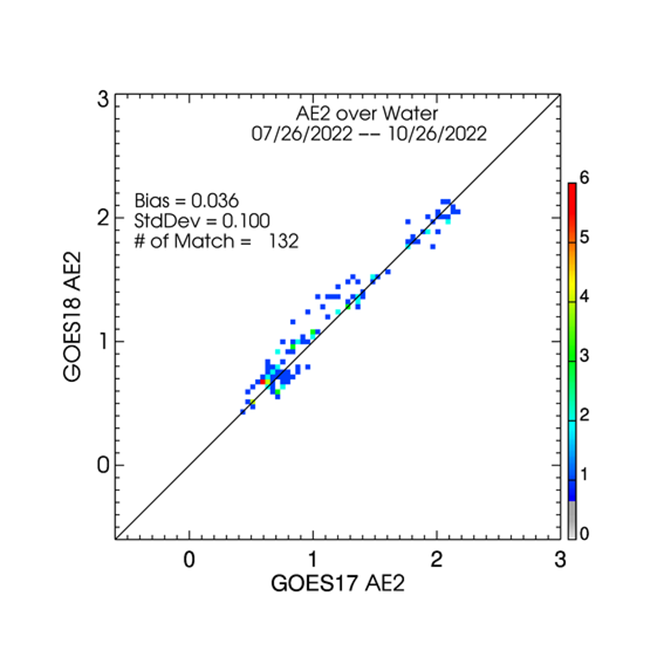 AE2 over Water
07/26/2022 −− 10/26/2022
Bias = 0.036
StdDev = 0.100
# of Match = 132
3
2
1
0
GOES18 AE2
0 1 2 3
GOES17 AE2
6
5
4
3
2
1
0